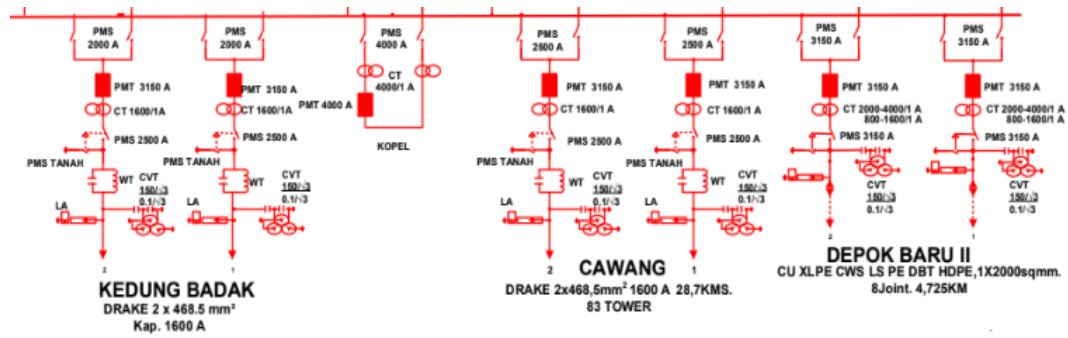 PMS
2000 A
PMT 3150 A
CT 1600/1A
PMS 2500 A
PMS TANAH
WT
CVT
150/√3
0.1/√3
LA
2
PMS
2000 A
PMT 3150 A
CT 1600/1A
PMS 2500 A
PMS TANAH
WT
CVT
150/√3
0.1/√3
LA
1
KEDUNG BADAK
DRAKE 2 x 468.5 mm²
Kap. 1600 A
PMS
4000 A
CT
4000/1 A
PMT 4000 A
KOPEL
PMS
2500 A
PMT 3150 A
CT 1600/1 A
PMS 2500 A
PMS TANAH
WT
CVT
150/√3
0.1/√3
LA
2
PMS
2500 A
PMT 3150 A
CT 1600/1 A
PMS 2500 A
PMS TANAH
WT
CVT
150/√3
0.1/√3
LA
1
CAWANG
DRAKE 2x468,5mm² 1600 A 28,7KMS.
83 TOWER
PMS
3150 A
PMT 3150 A
CT 2000-4000/1 A
800-1600/1 A
PMS 3150 A
CVT
150/√3
0.1/√3
2
PMS
3150 A
PMT 3150 A
CT 2000-4000/1 A
800-1600/1 A
PMS 3150 A
CVT
150/√3
0.1/√3
1
DEPOK BARU II
CU XLPE CWS LS PE DBT HDPE,1X2000sqmm.
8Joint. 4,725KM